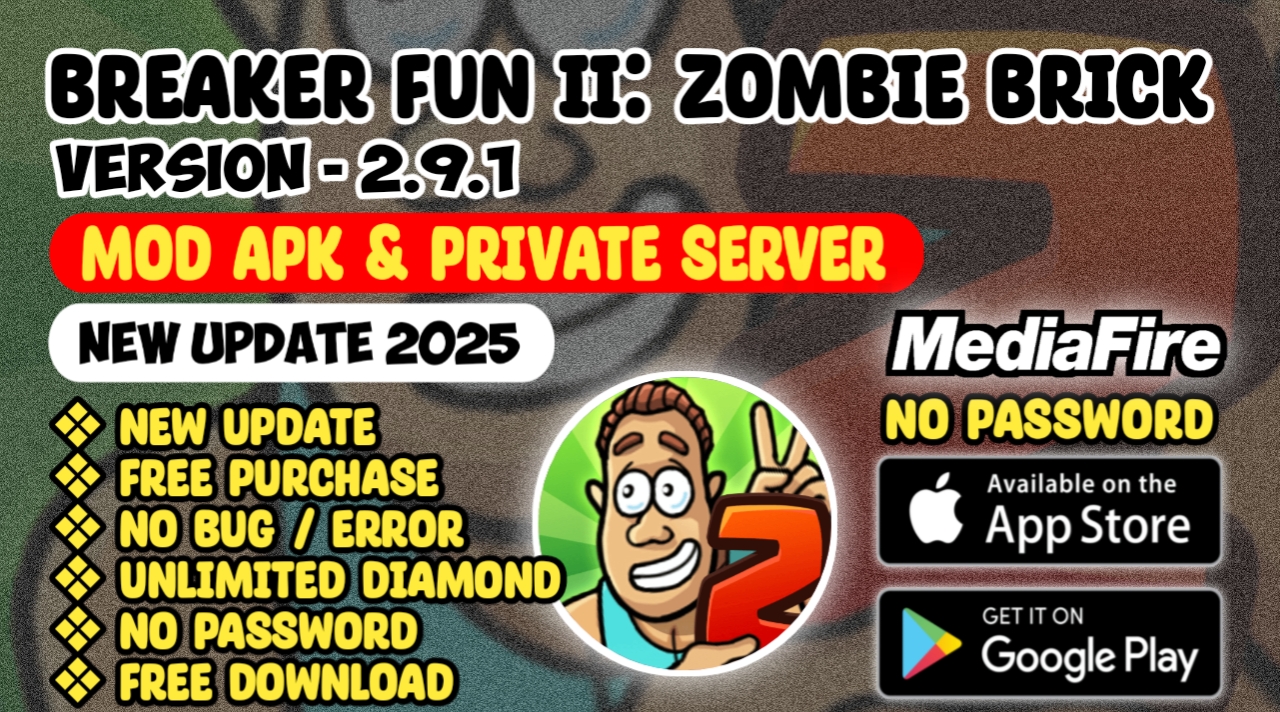 BREAKER FUN II: ZOMBIE BRICK
VERSION - 2.9.1
MOD APK & PRIVATE SERVER
NEW UPDATE 2025
❖ NEW UPDATE
❖ FREE PURCHASE
❖ NO BUG / ERROR
❖ UNLIMITED DIAMOND
❖ NO PASSWORD
❖ FREE DOWNLOAD
2
MediaFire
NO PASSWORD
Available on the
App Store
GET IT ON
Google Play